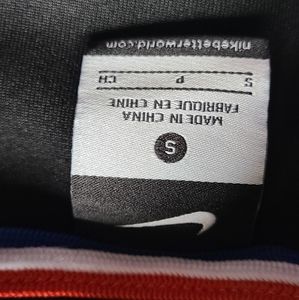 S
MADE IN CHINA
FABRIQUE EN CHINE
S P CH
nikebetterworld.com